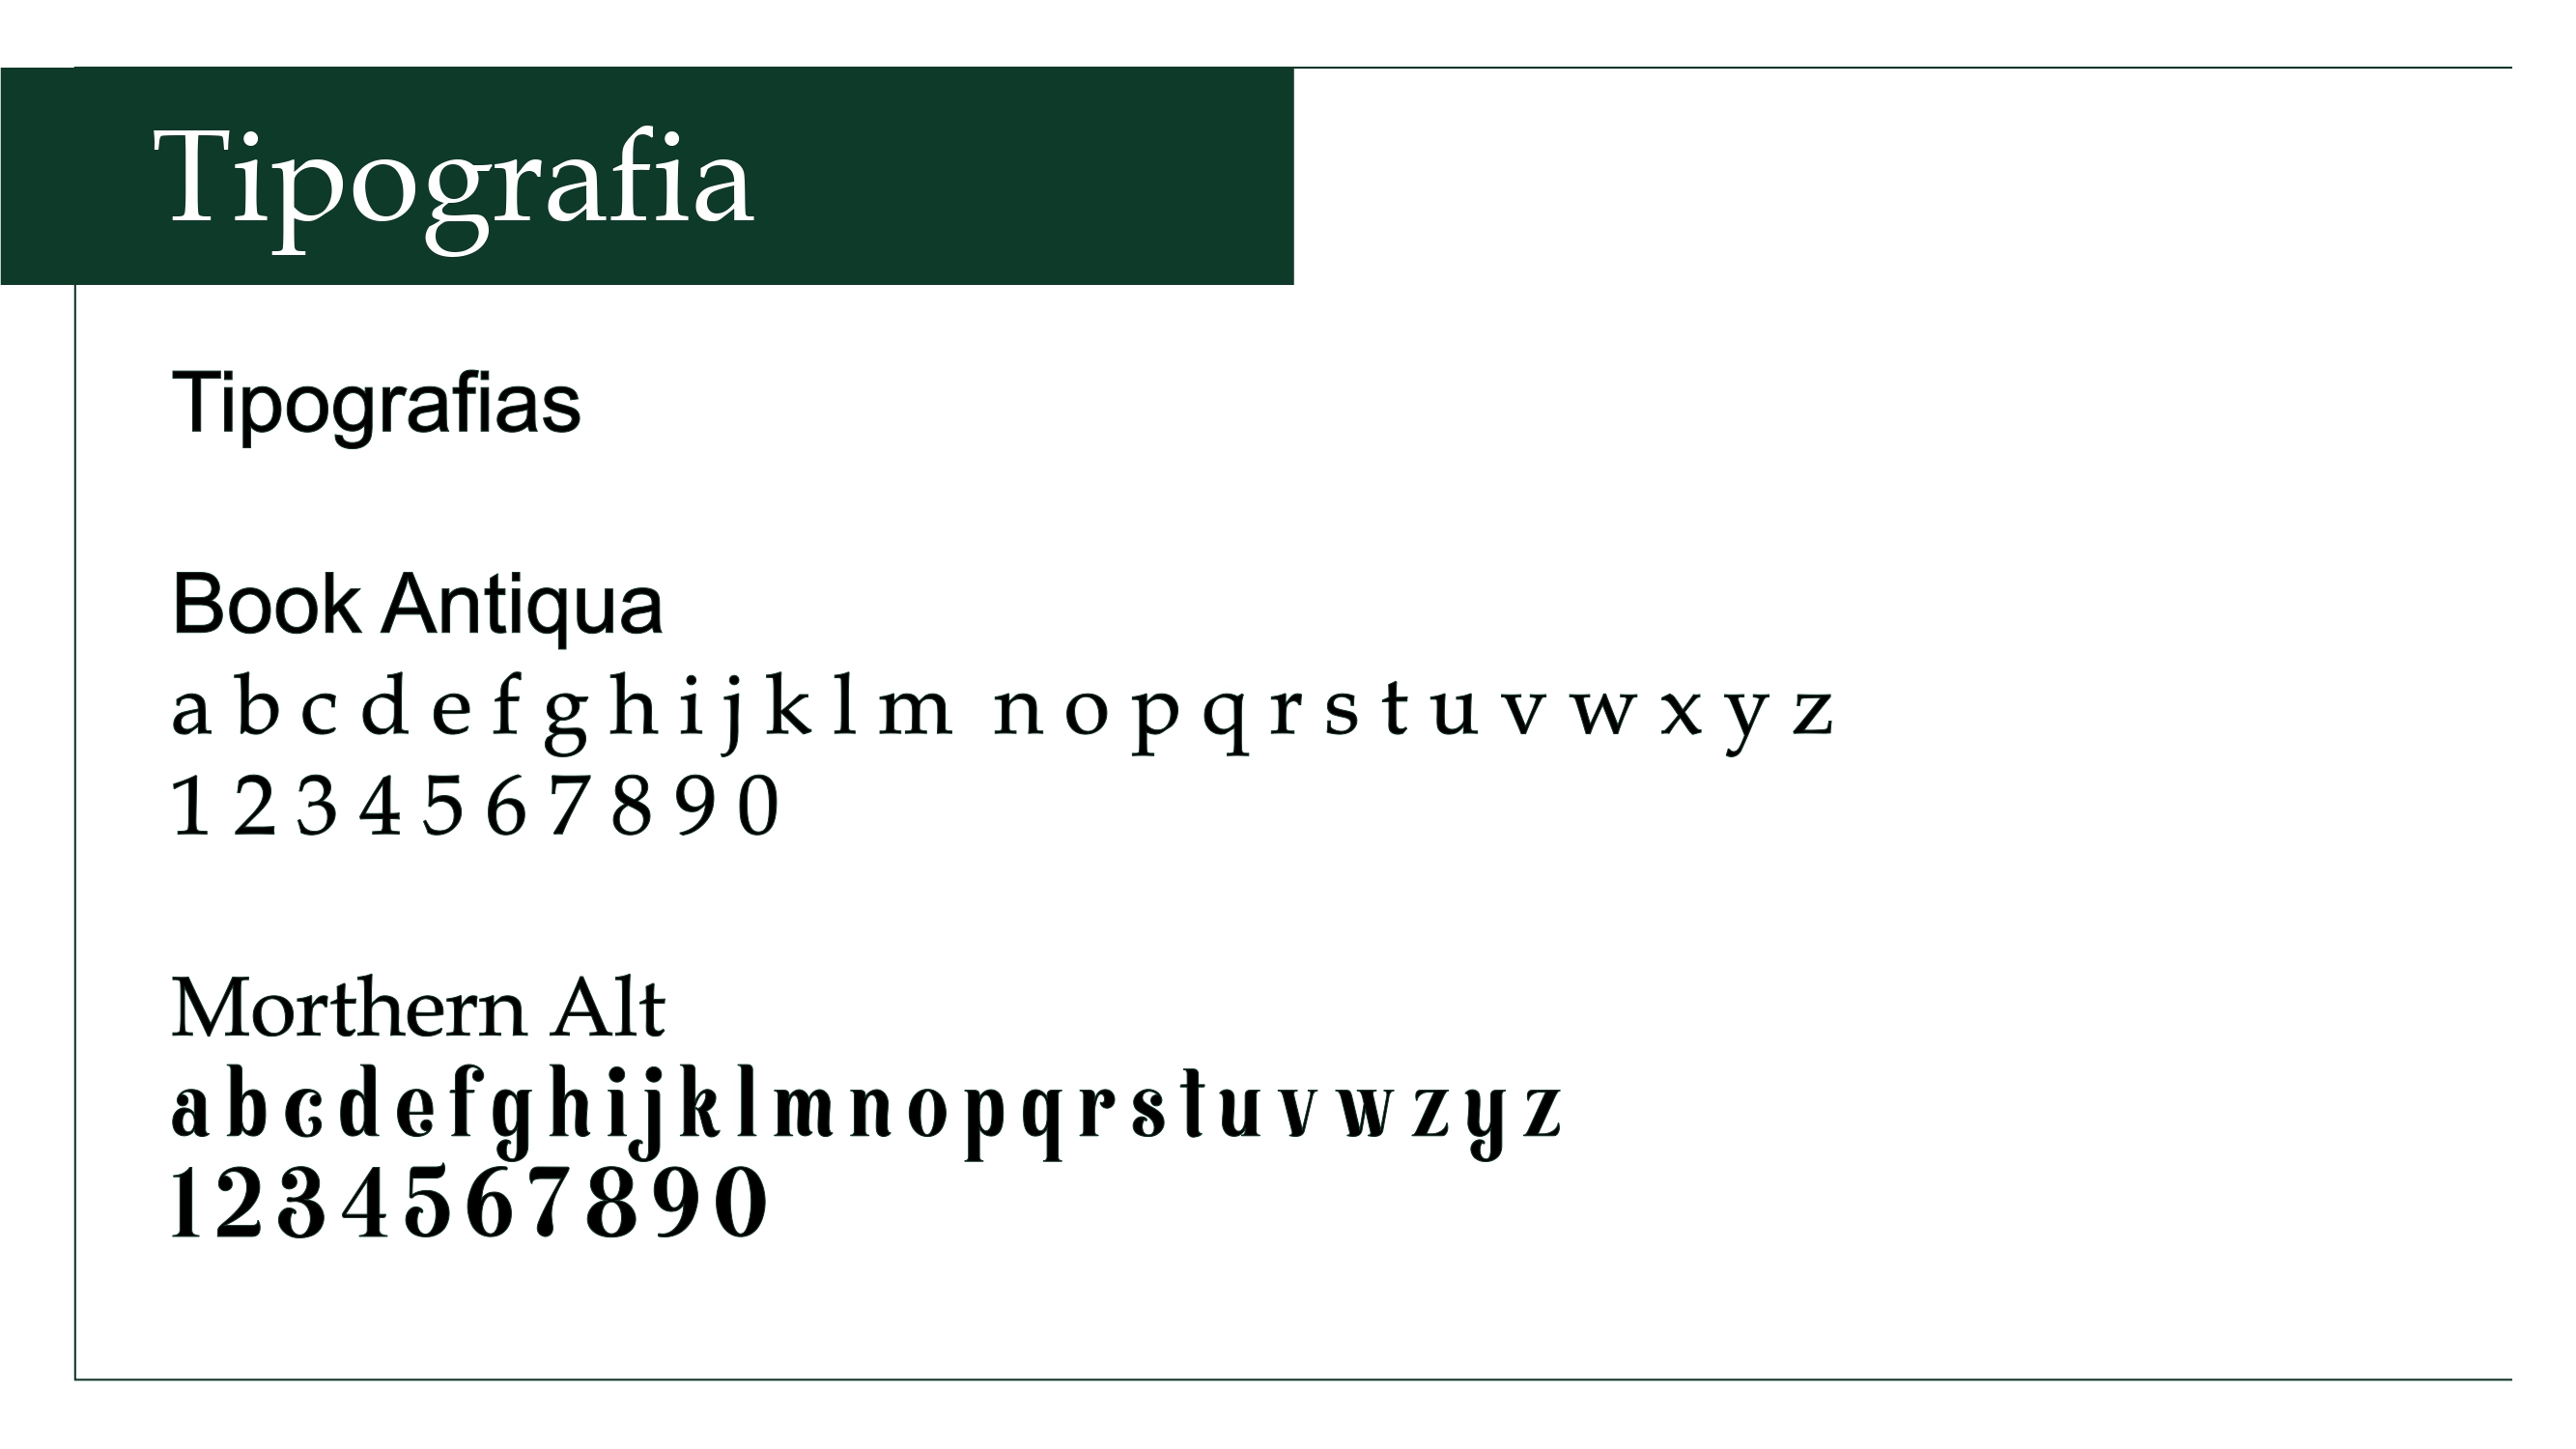 Tipografia
Tipografias
Book Antiqua
a b c d e f g h i j k l m n o p q r s t u v w x y z
1 2 3 4 5 6 7 8 9 0
Morthern Alt
a b c d e f g h i j k l m n o p q r s t u v w z y z
1 2 3 4 5 6 7 8 9 0